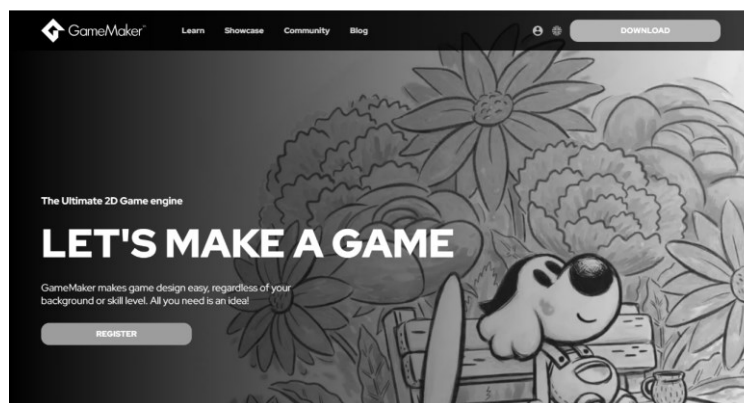 GameMaker™
Learn Showcase Community Blog
DOWNLOAD
The Ultimate 2D Game engine
LET'S MAKE A GAME
GameMaker makes game design easy, regardless of your
background or skill level. All you need is an idea!
REGISTER